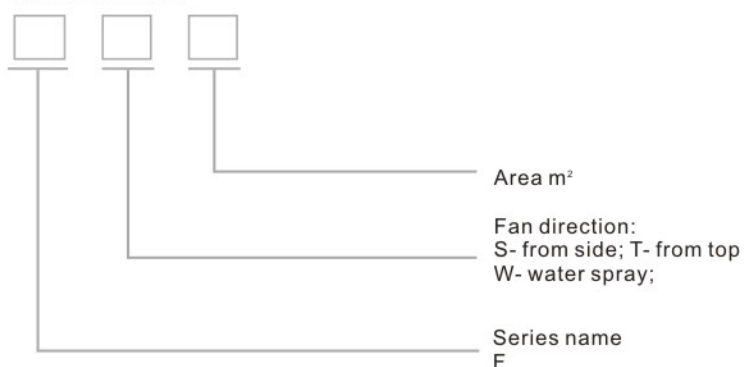 Area m²
Fan direction:
S- from side; T- from top
W- water spray;
Series name
F